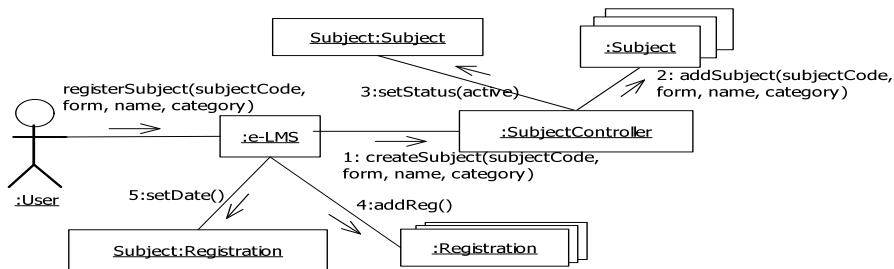 Subject:Subject
:Subject
registerSubject(subjectCode,
form, name, category)
3:setStatus(active)
2: addSubject(subjectCode,
form, name, category)
:e-LMS
:SubjectController
1: createSubject(subjectCode,
form, name, category)
:User
5:setDate()
4:addReg()
Subject:Registration
:Registration